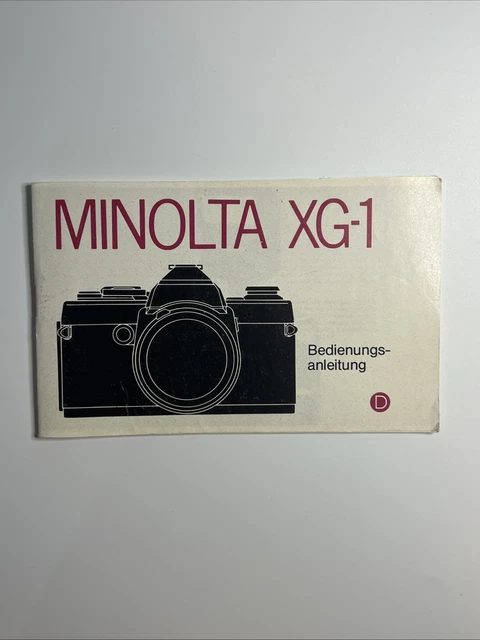 MINOLTA XG-1
Bedienungs-
anleitung
D